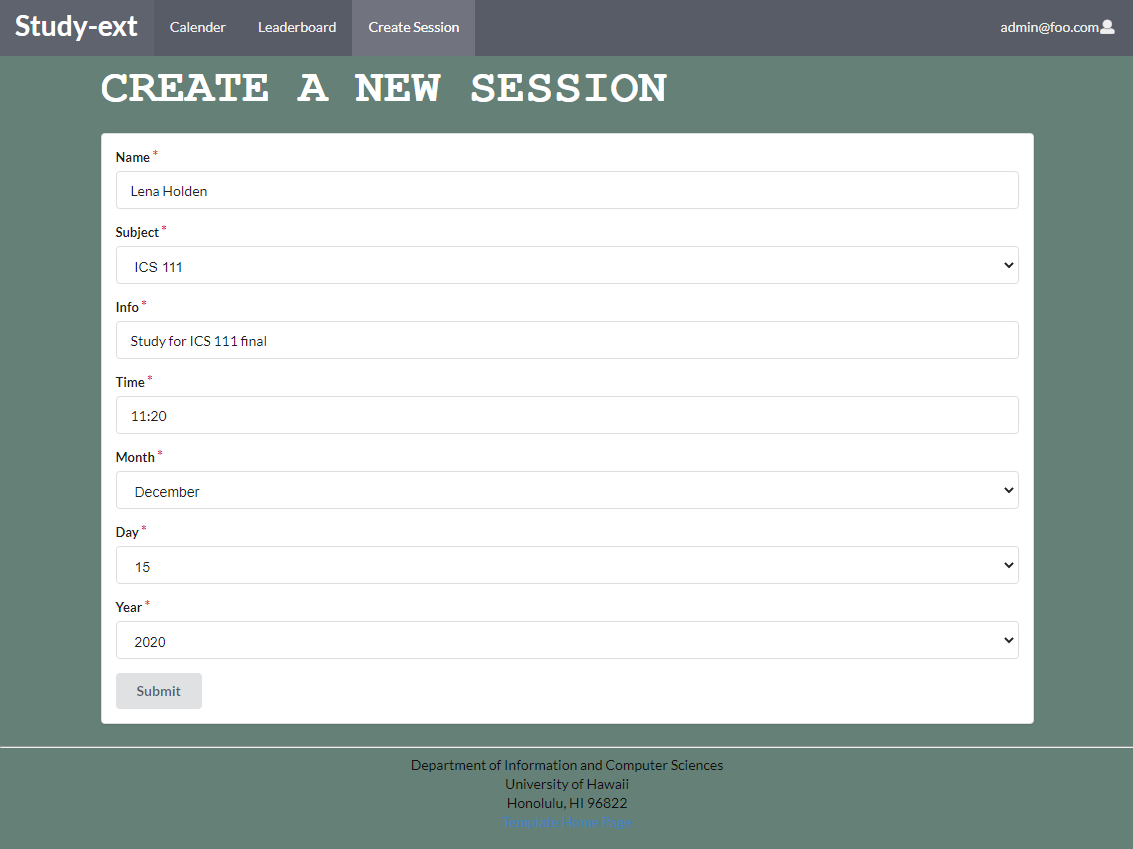 Study-ext Calender Leaderboard Create Session admin@foo.com
CREATE A NEW SESSION
Name *
Lena Holden
Subject *
ICS 111
Info *
Study for ICS 111 final
Time *
11:20
Month *
December
Day *
15
Year *
2020
Submit
Department of Information and Computer Sciences
University of Hawaii
Honolulu, HI 96822
Template Home Page